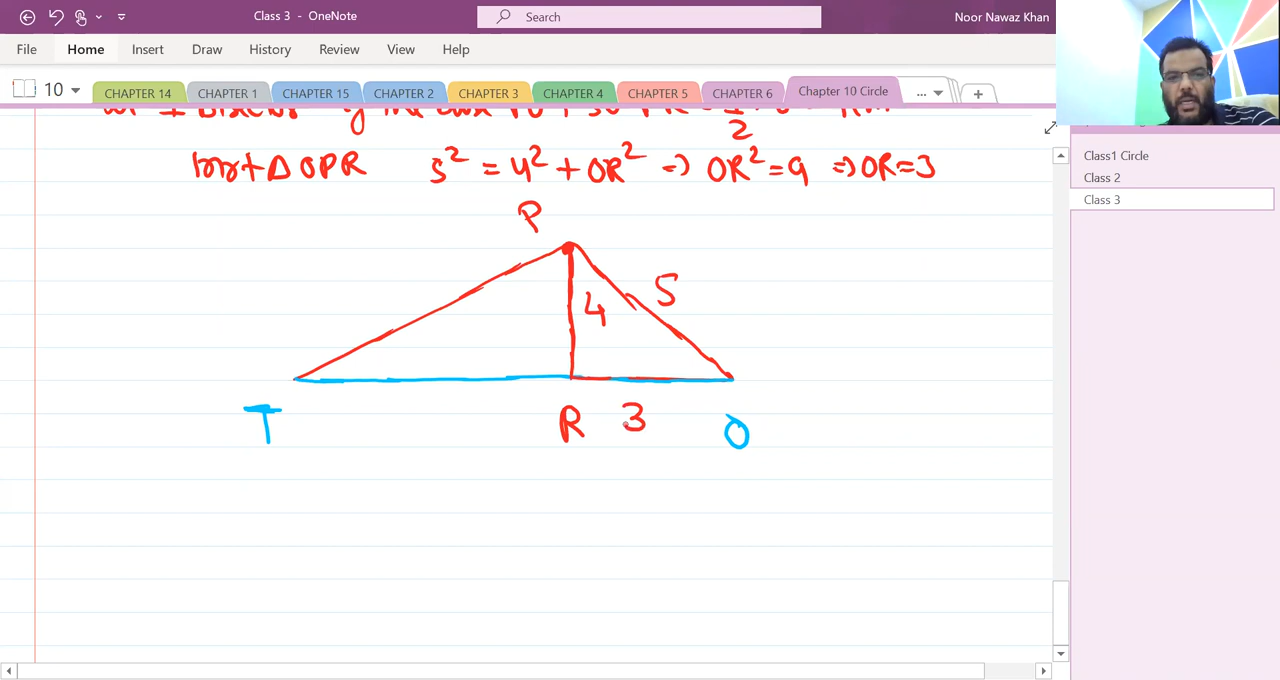 Class 3 - OneNote
Search
Noor Nawaz Khan
File Home Insert Draw History Review View Help
10 CHAPTER 14 CHAPTER 1 CHAPTER 15 CHAPTER 2 CHAPTER 3 CHAPTER 4 CHAPTER 5 CHAPTER 6 Chapter 10 Circle ... +
Class1 Circle
Class 2
Class 3
2
Δ OPR 5² = 4² + OR² => OR² = 9 => OR = 3
P
5
4
T R 3 O